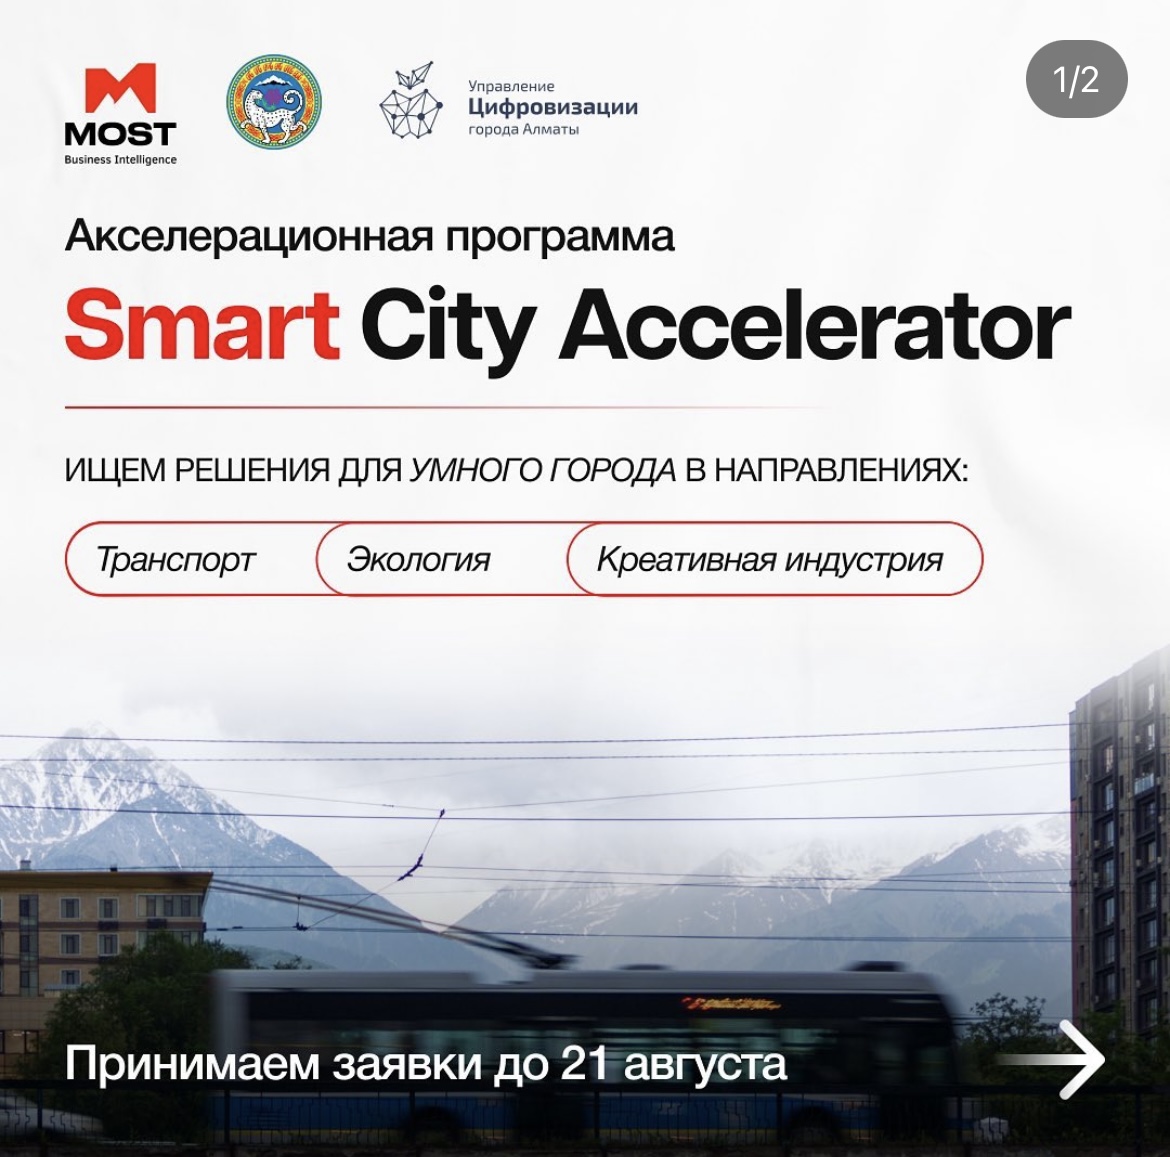 1/2
MOST
Business Intelligence
Управление
Цифровизации
города Алматы
Акселерационная программа
Smart City Accelerator
ИЩЕМ РЕШЕНИЯ ДЛЯ УМНОГО ГОРОДА В НАПРАВЛЕНИЯХ:
Транспорт Экология Креативная индустрия
Принимаем заявки до 21 августа